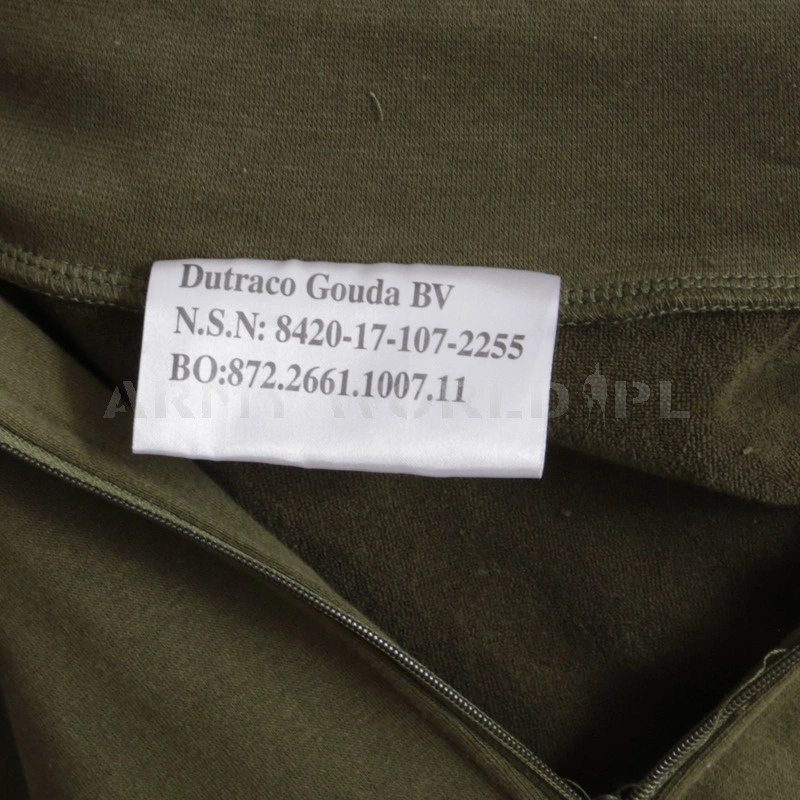 Dutraco Gouda BV
N.S.N: 8420-17-107-2255
BO:872.2661.1007.11
ARMY WORLD PL